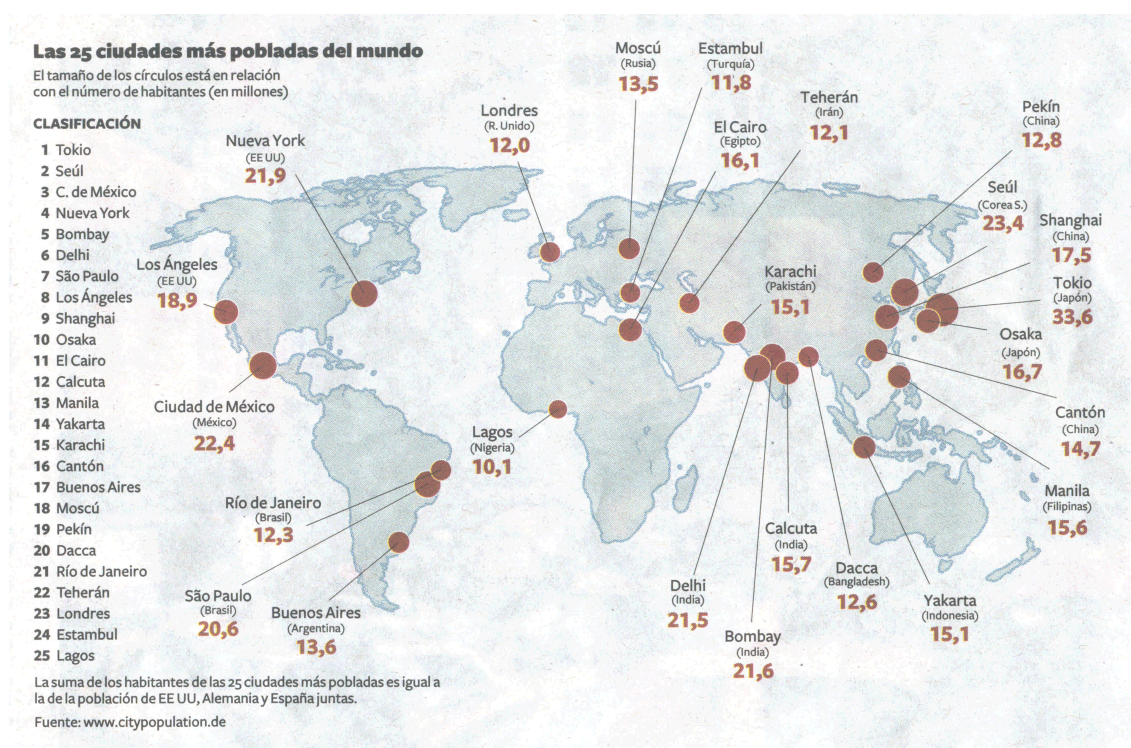 Las 25 ciudades más pobladas del mundo
El tamaño de los círculos está en relación
con el número de habitantes (en millones)
CLASIFICACIÓN
1 Tokio
2 Seúl
3 C. de México
4 Nueva York
5 Bombay
6 Delhi
7 São Paulo
8 Los Ángeles
9 Shanghai
10 Osaka
11 El Cairo
12 Calcuta
13 Manila
14 Yakarta
15 Karachi
16 Cantón
17 Buenos Aires
18 Moscú
19 Pekín
20 Dacca
21 Río de Janeiro
22 Teherán
23 Londres
24 Estambul
25 Lagos
La suma de los habitantes de las 25 ciudades más pobladas es igual a
la de la población de EE UU, Alemania y España juntas.
Fuente: www.citypopulation.de
Nueva York
(EE UU)
21,9
Los Ángeles
(EE UU)
18,9
Ciudad de México
(México)
22,4
Río de Janeiro
(Brasil)
12,3
São Paulo
(Brasil)
20,6
Buenos Aires
(Argentina)
13,6
Londres
(R. Unido)
12,0
Moscú
(Rusia)
13,5
Estambul
(Turquía)
11,8
El Cairo
(Egipto)
16,1
Teherán
(Irán)
12,1
Lagos
(Nigeria)
10,1
Karachi
(Pakistán)
15,1
Pekín
(China)
12,8
Seúl
(Corea S.)
23,4
Shanghai
(China)
17,5
Tokio
(Japón)
33,6
Osaka
(Japón)
16,7
Cantón
(China)
14,7
Manila
(Filipinas)
15,6
Delhi
(India)
21,5
Bombay
(India)
21,6
Calcuta
(India)
15,7
Dacca
(Bangladesh)
12,6
Yakarta
(Indonesia)
15,1